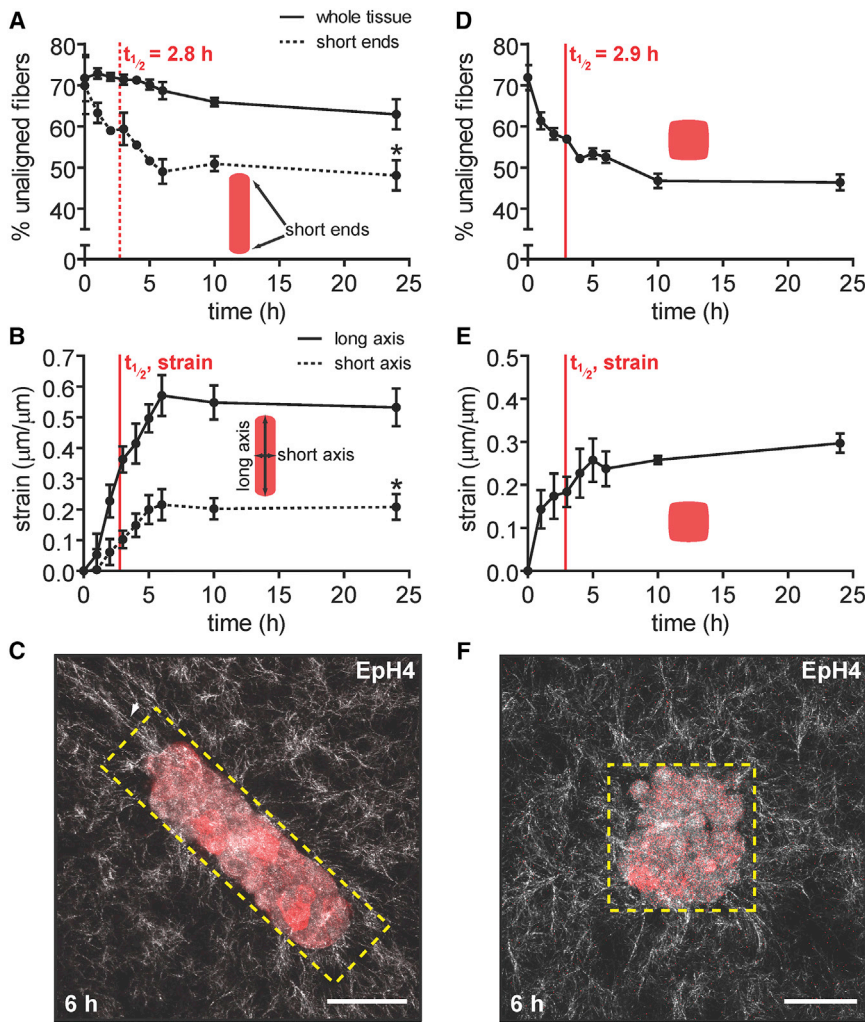 A
whole tissue
short ends
80
70
60
50
40
0
% unaligned fibers
t1/2 = 2.8 h
*
short ends
0 5 10 15 20 25
time (h)
B
long axis
short axis
0.7
0.6
0.5
0.4
0.3
0.2
0.1
0.0
strain (μm/μm)
t1/2, strain
long axis
short axis
*
0 5 10 15 20 25
time (h)
C
EpH4
6 h
D
80
70
60
50
40
0
% unaligned fibers
t1/2 = 2.9 h
0 5 10 15 20 25
time (h)
E
0.5
0.4
0.3
0.2
0.1
0.0
strain (μm/μm)
t1/2, strain
0 5 10 15 20 25
time (h)
F
EpH4
6 h